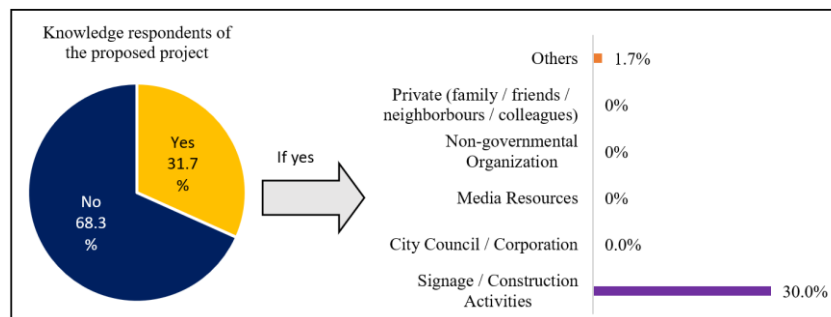 Knowledge respondents of
the proposed project
Yes
31.7
%
No
68.3
%
If yes
Others
1.7%
Private (family / friends /
neighborbours / colleagues)
0%
Non-governmental
Organization
0%
Media Resources
0%
City Council / Corporation
0.0%
Signage / Construction
Activities
30.0%